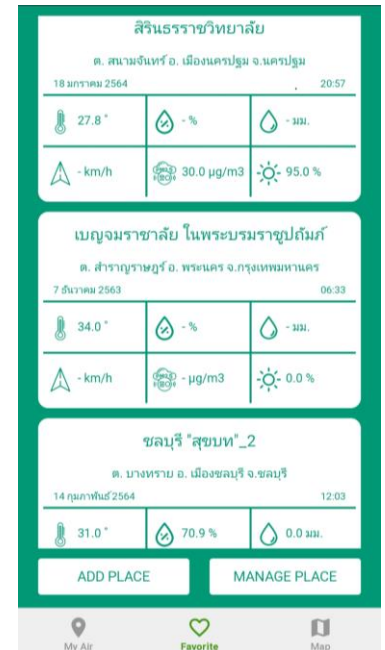 สิรินธรราชวิทยาลัย
ต. สนามจันทร์ อ. เมืองนครปฐม จ.นครปฐม
18 มกราคม 2564 20:57
27.8 ° - % - มม.
- km/h 30.0 µg/m3 95.0 %
เบญจมราชาลัย ในพระบรมราชูปถัมภ์
ต. สำราญราษฎร์ อ. พระนคร จ.กรุงเทพมหานคร
7 ธันวาคม 2563 06:33
34.0 ° - % - มม.
- km/h - µg/m3 0.0 %
ชลบุรี "สุขบท"_2
ต. บางทราย อ. เมืองชลบุรี จ.ชลบุรี
14 กุมภาพันธ์ 2564 12:03
31.0 ° 70.9 % 0.0 มม.
ADD PLACE MANAGE PLACE
My Air Favorite Map